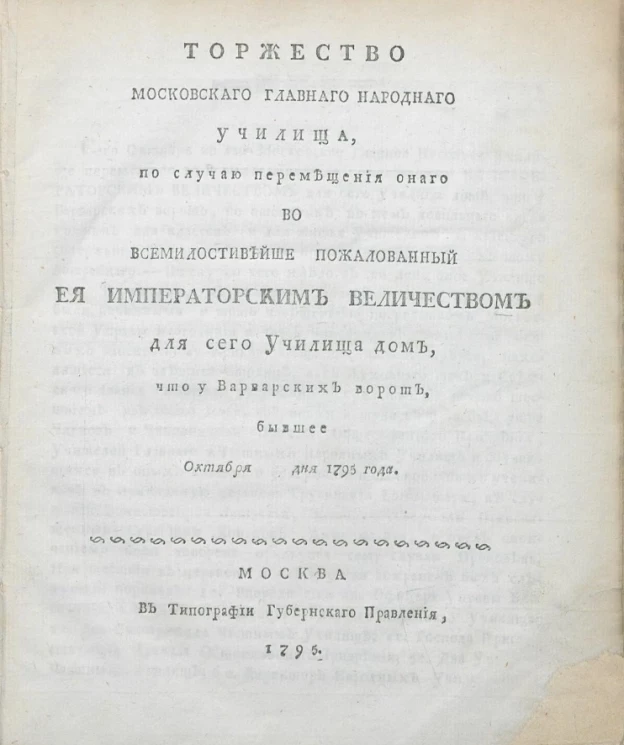 ТОРЖЕСТВО
МОСКОВСКАГО ГЛАВНАГО НАРОДНАГО
УЧИЛИЩА,
по случаю перемѣщенія онаго
ВО
ВСЕМИЛОСТИВѢЙШЕ ПОЖАЛОВАННЫЙ
ЕЯ ИМПЕРАТОРСКИМЪ ВЕЛИЧЕСТВОМЪ
для сего Училища домъ,
что у Варварскихъ воротъ,
бывшее
Октября дня 1795 года.
МОСКВА
Въ Типографіи Губернскаго Правленія,
1795.